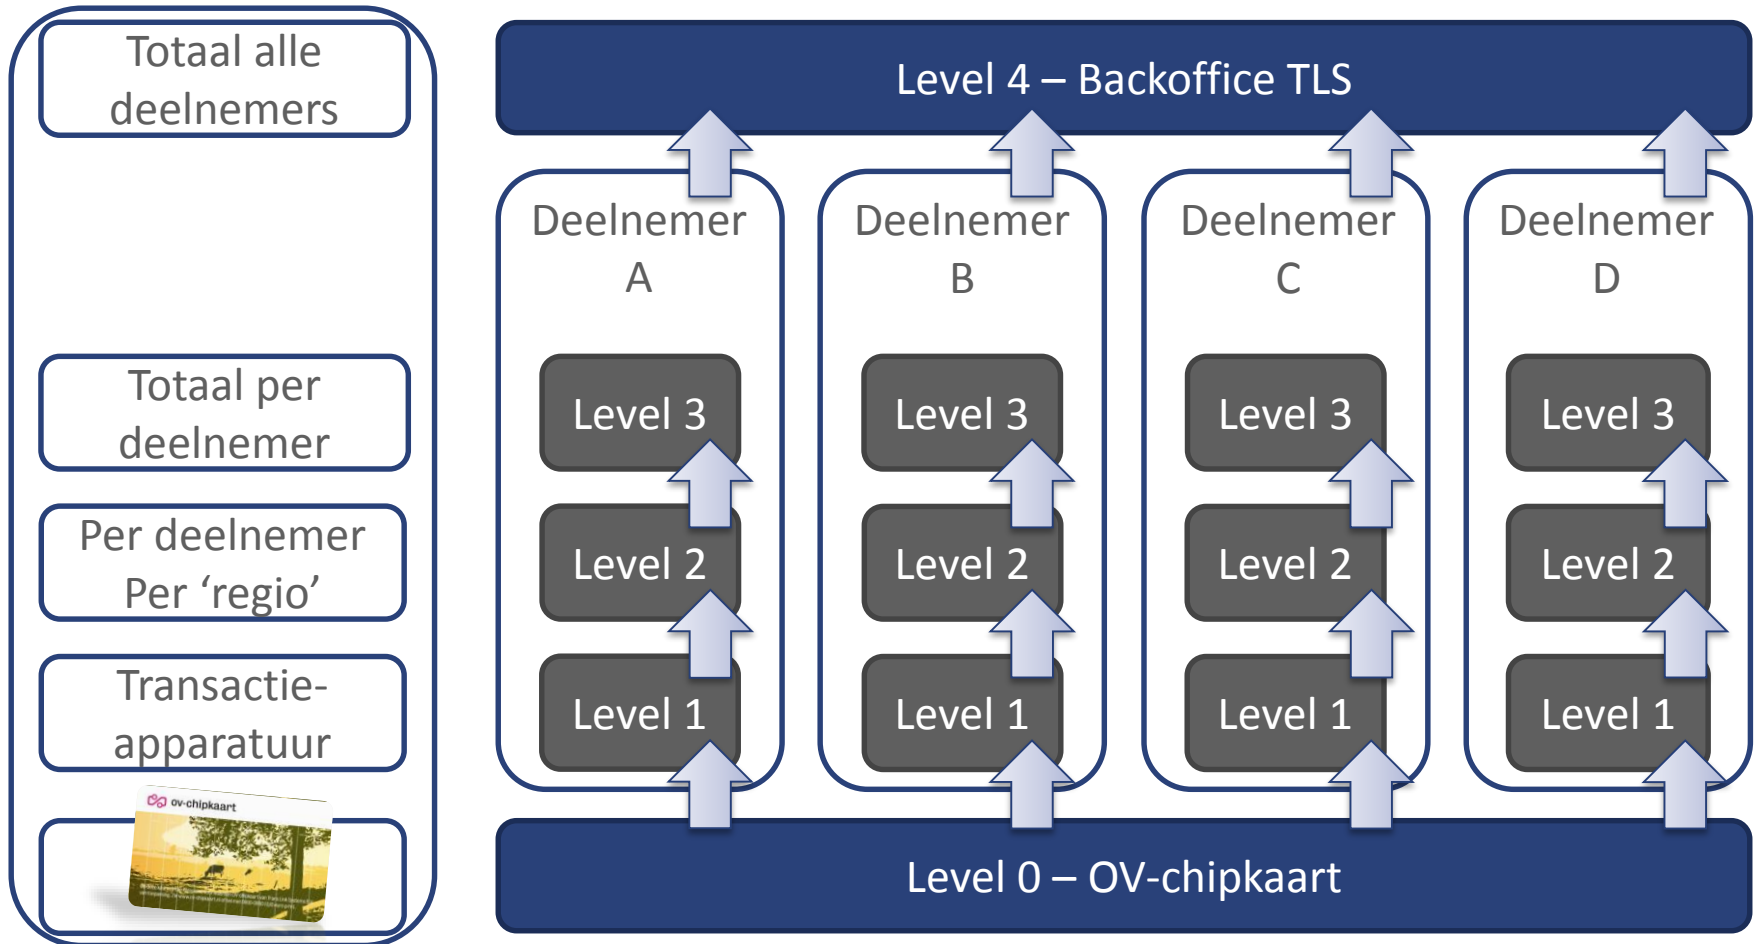 Totaal alle
deelnemers
Level 4 – Backoffice TLS
Deelnemer
A
Deelnemer
B
Deelnemer
C
Deelnemer
D
Totaal per
deelnemer
Level 3
Level 3
Level 3
Level 3
Per deelnemer
Per ‘regio’
Level 2
Level 2
Level 2
Level 2
Transactie-
apparatuur
Level 1
Level 1
Level 1
Level 1
ov-chipkaart
Level 0 – OV-chipkaart